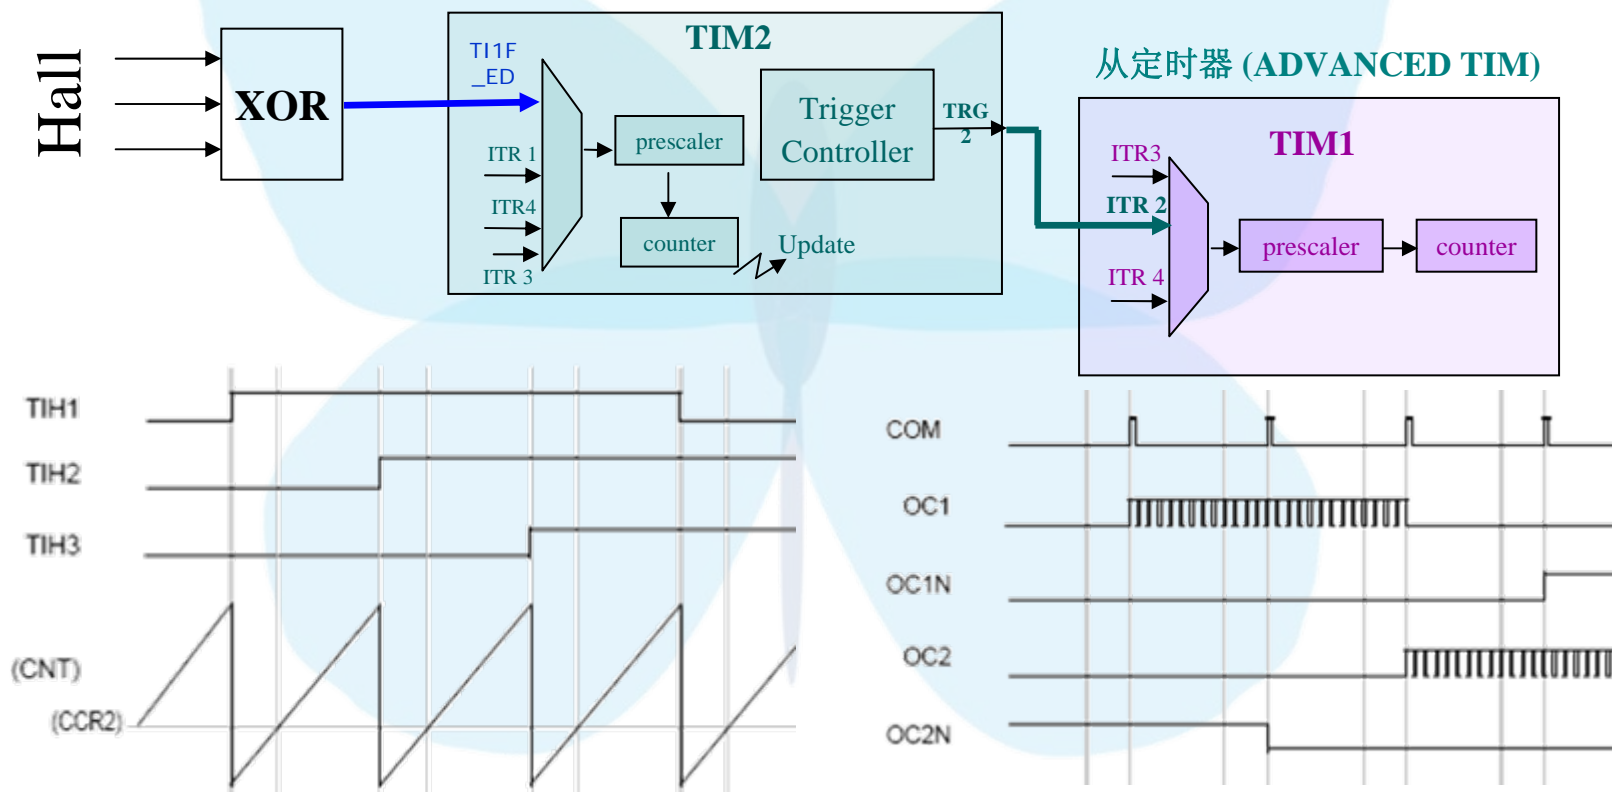 Hall
XOR
TIM2
TI1F
_ED
ITR 1
ITR4
ITR 3
prescaler
counter
Update
Trigger
Controller
TRG
2
从定时器 (ADVANCED TIM)
TIM1
ITR3
ITR 2
ITR 4
prescaler
counter
TIH1
TIH2
TIH3
(CNT)
(CCR2)
COM
OC1
OC1N
OC2
OC2N